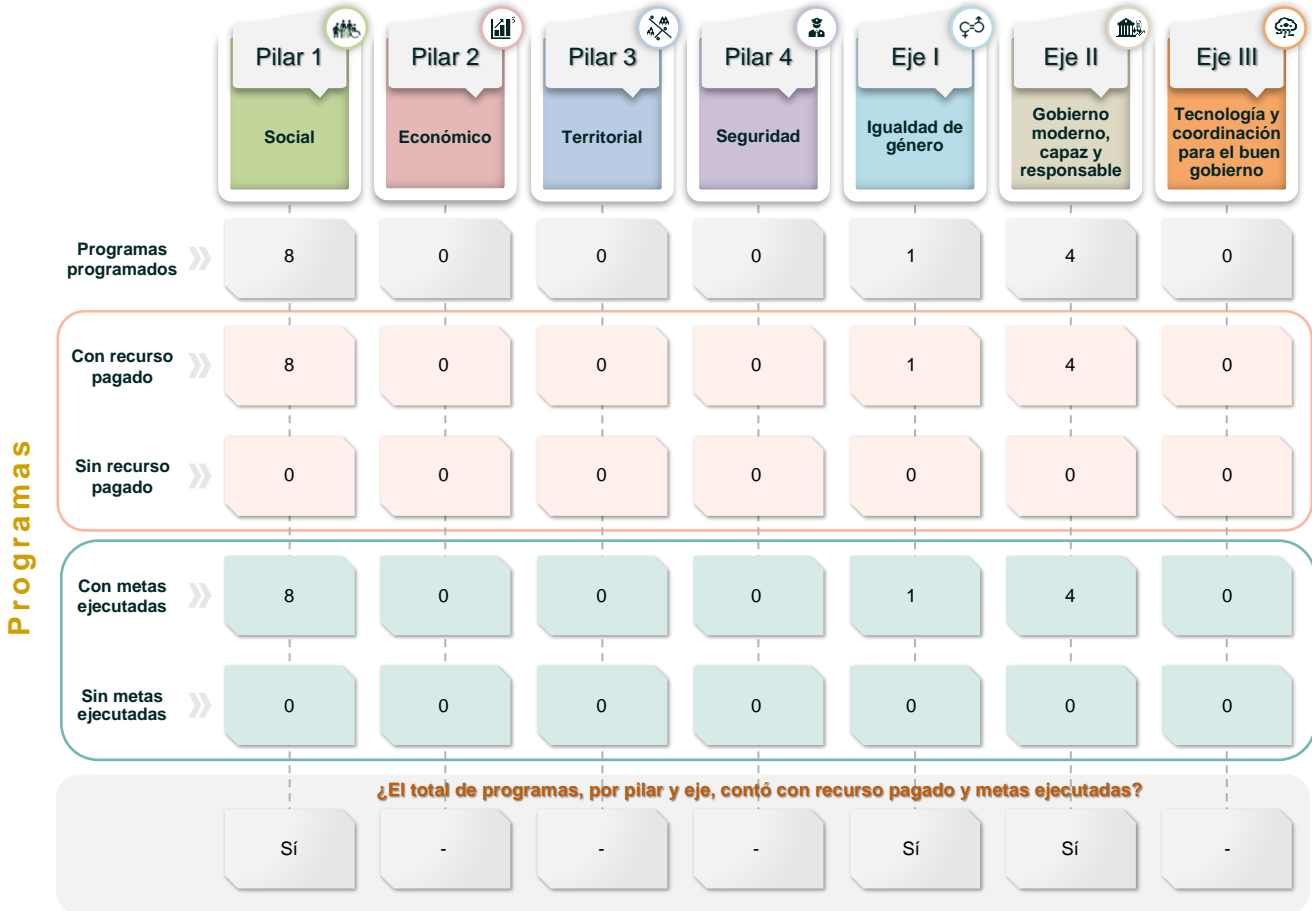 Pilar 1
Pilar 2
Pilar 3
Pilar 4
Eje I
Eje II
Eje III
Social
Económico
Territorial
Seguridad
Igualdad de
género
Gobierno
moderno,
capaz y
responsable
Tecnología y
coordinación
para el buen
gobierno
Programas
Programas
programados
8
0
0
0
1
4
0
Con recurso
pagado
8
0
0
0
1
4
0
Sin recurso
pagado
0
0
0
0
0
0
0
Con metas
ejecutadas
8
0
0
0
1
4
0
Sin metas
ejecutadas
0
0
0
0
0
0
0
¿El total de programas, por pilar y eje, contó con recurso pagado y metas ejecutadas?
Sí
-
-
-
Sí
Sí
-